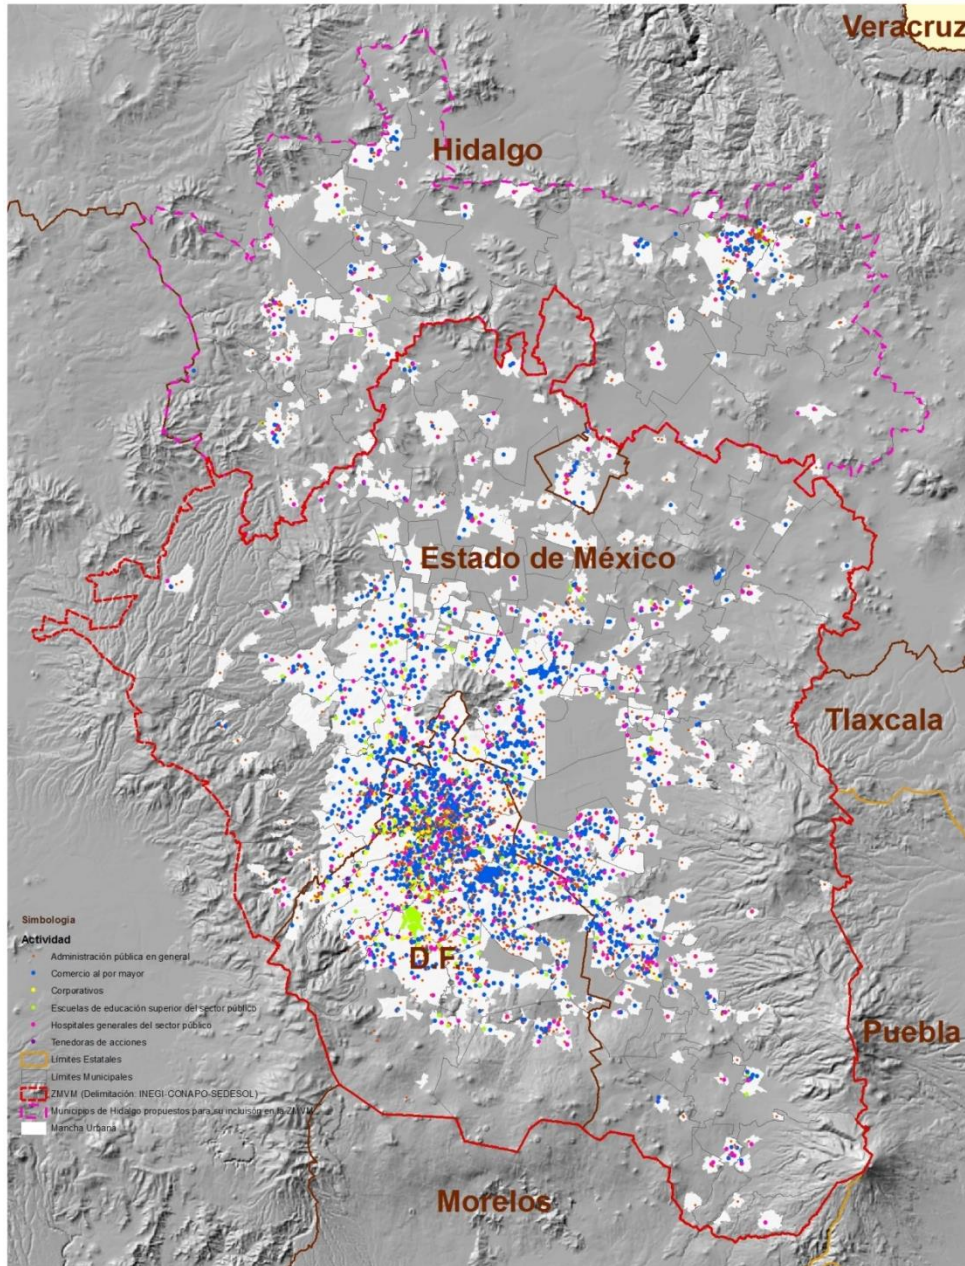 Veracruz
Hidalgo
Estado de México
Tlaxcala
D.F.
Puebla
Morelos
Simbología
Actividad
Administración pública en general
Comercio al por mayor
Corporativos
Escuelas de educación superior del sector público
Hospitales generales del sector público
Tenedoras de acciones
Límites Estatales
Límites Municipales
ZMVM (Delimitación: INEGI-CONAPO-SEDESOL)
Municipios de Hidalgo propuestos para su inclusión en la ZMVM
Mancha Urbana